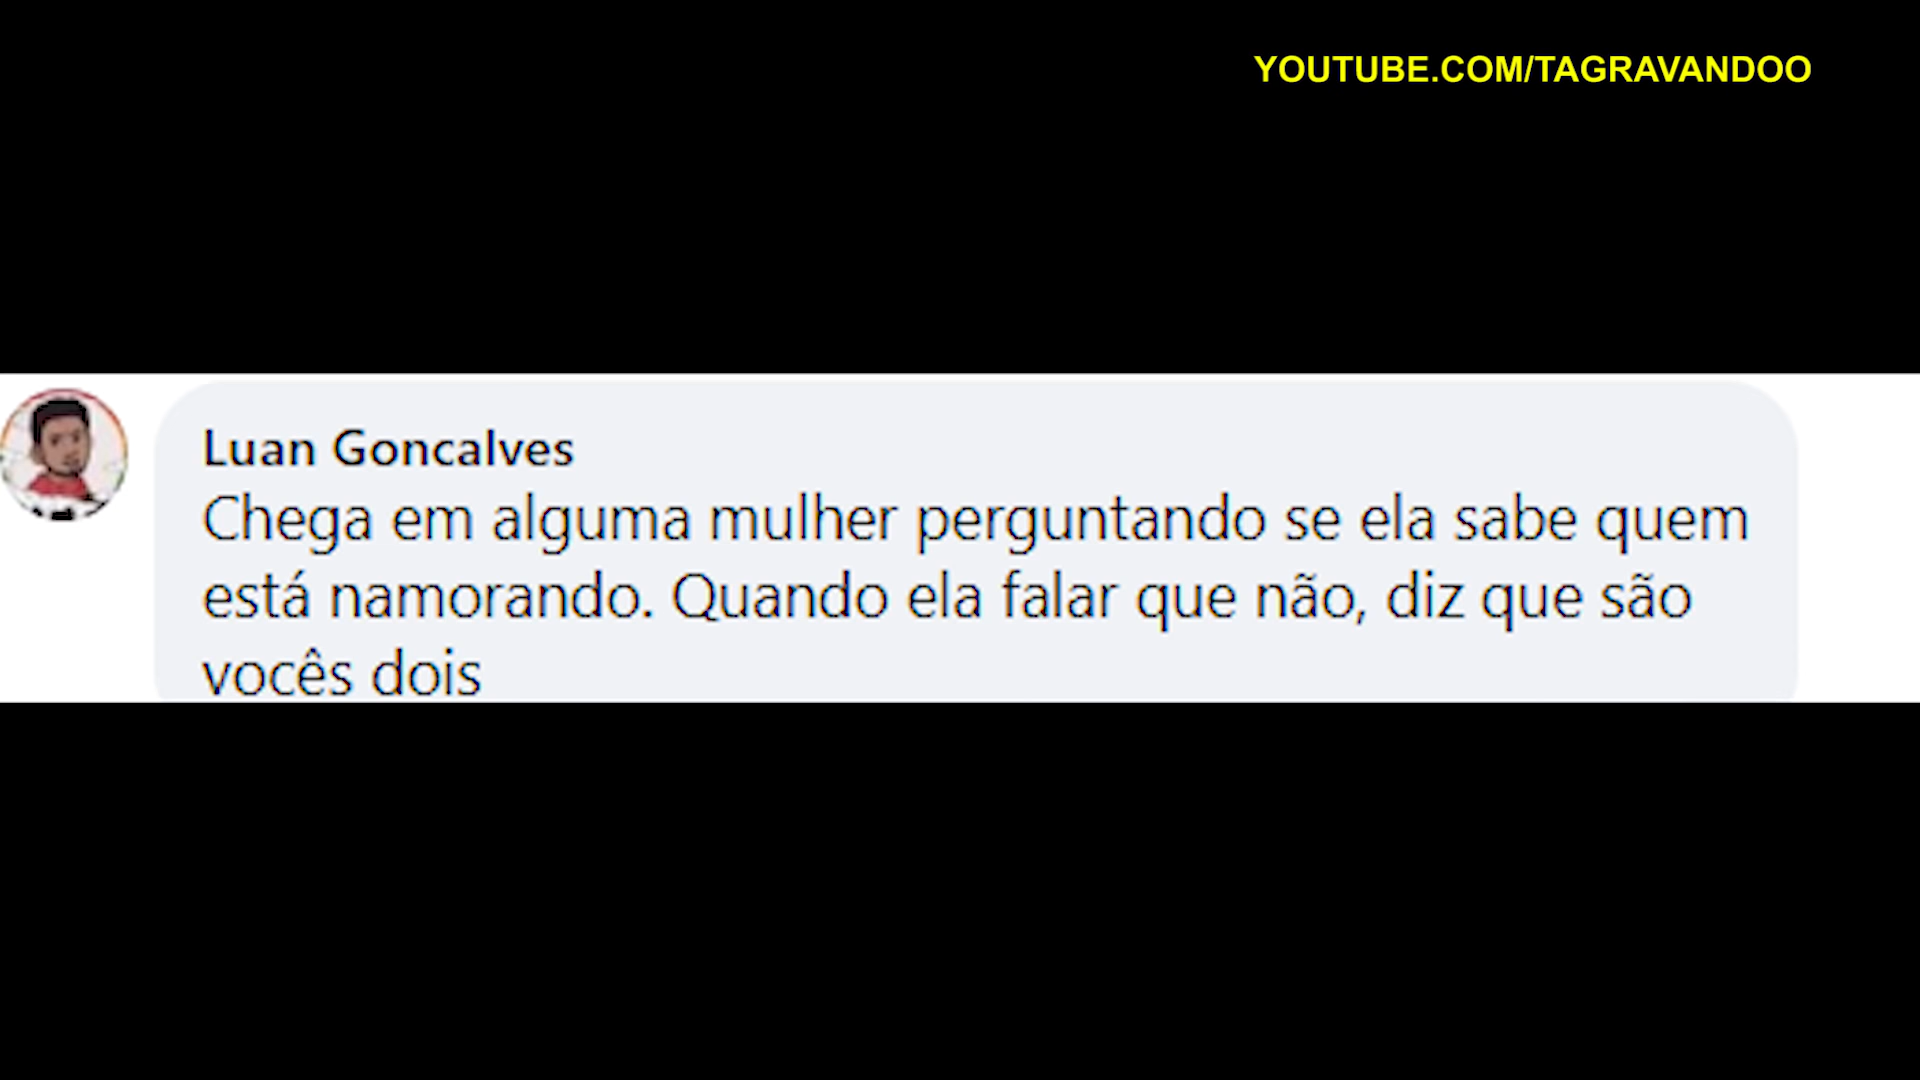 YOUTUBE.COM/TAGRAVANDOO
Luan Goncalves
Chega em alguma mulher perguntando se ela sabe quem
está namorando. Quando ela falar que não, diz que são
vocês dois